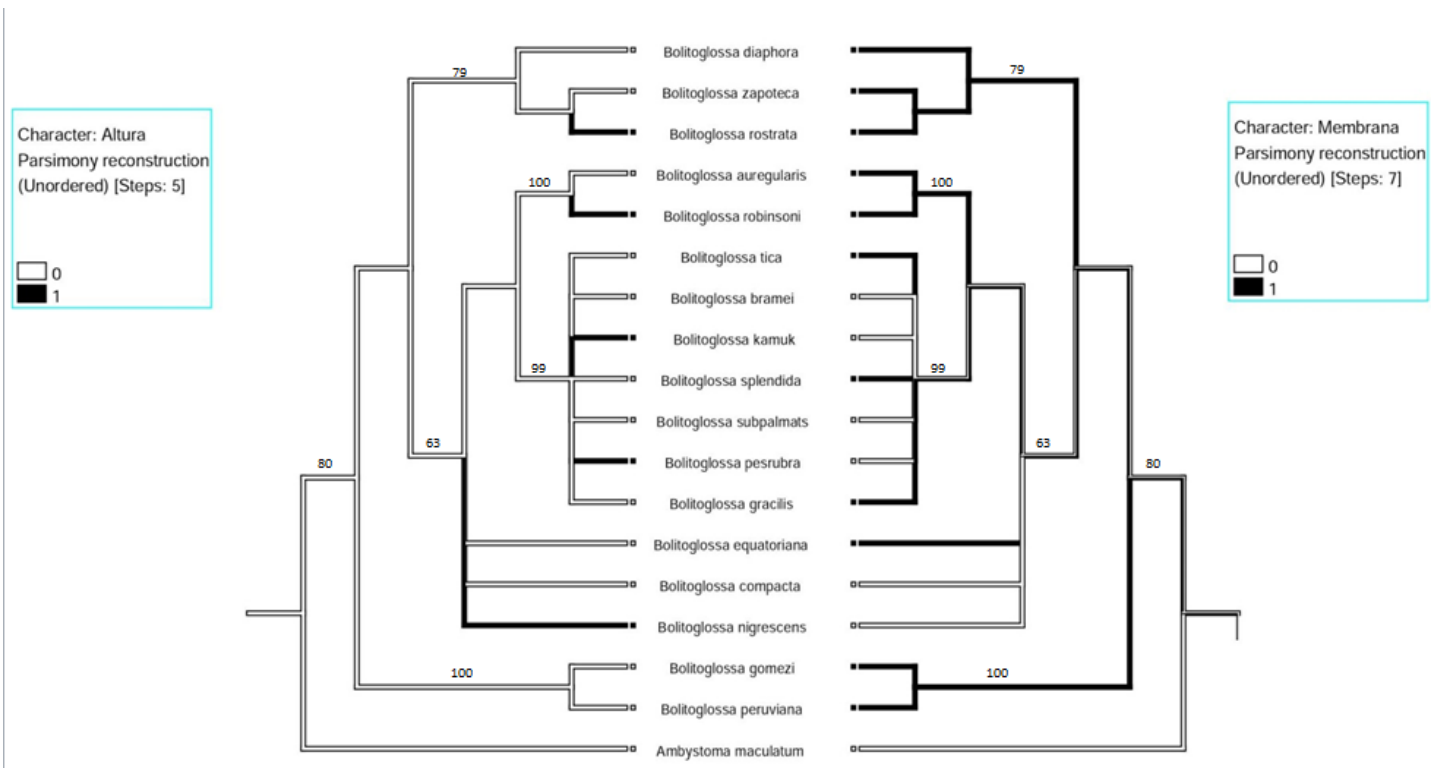 Character: Altura
Parsimony reconstruction
(Unordered) [Steps: 5]
0
1
79
100
99
63
80
100
Bolitoglossa diaphora
Bolitoglossa zapoteca
Bolitoglossa rostrata
Bolitoglossa auregularis
Bolitoglossa robinsoni
Bolitoglossa tica
Bolitoglossa bramei
Bolitoglossa kamuk
Bolitoglossa splendida
Bolitoglossa subpalmats
Bolitoglossa pesrubra
Bolitoglossa gracilis
Bolitoglossa equatoriana
Bolitoglossa compacta
Bolitoglossa nigrescens
Bolitoglossa gomezi
Bolitoglossa peruviana
Ambystoma maculatum
79
100
99
63
80
100
Character: Membrana
Parsimony reconstruction
(Unordered) [Steps: 7]
0
1